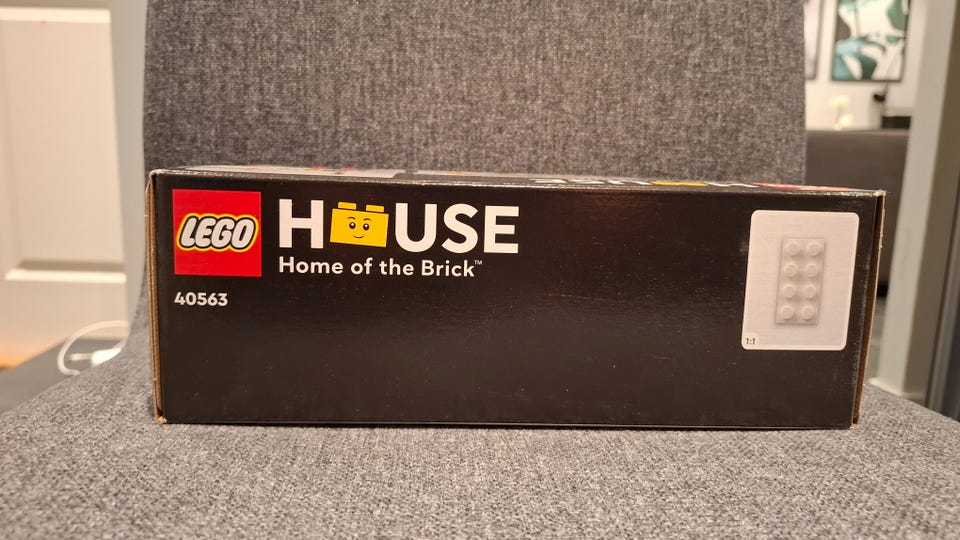 LEGO
HOUSE
Home of the Brick™
40563
1:1